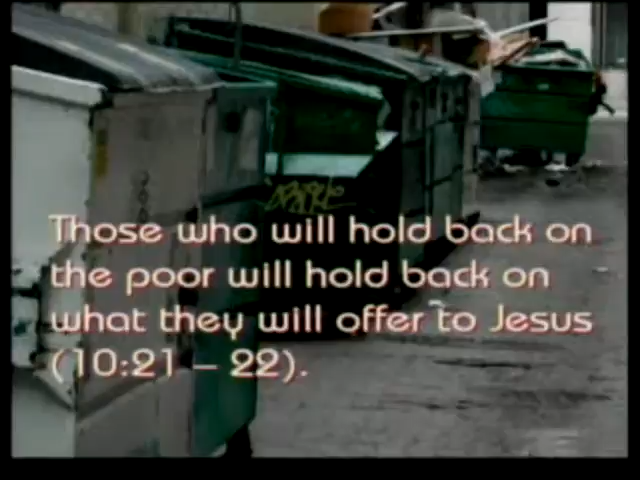 Those who will hold back on
the poor will hold back on
what they will offer to Jesus
(10:21 – 22).